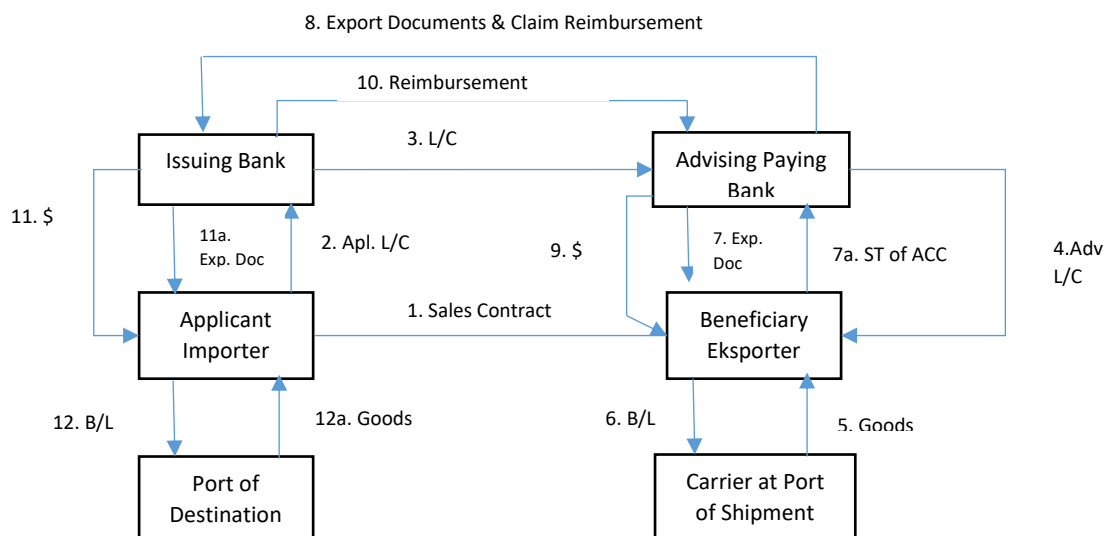 8. Export Documents & Claim Reimbursement
10. Reimbursement
3. L/C
Issuing Bank
Advising Paying
Bank
11. $
11a.
Exp. Doc
2. Apl. L/C
9. $
7. Exp.
Doc
7a. ST of ACC
4.Adv
L/C
1. Sales Contract
Applicant
Importer
Beneficiary
Eksporter
12. B/L
12a. Goods
6. B/L
5. Goods
Port of
Destination
Carrier at Port
of Shipment